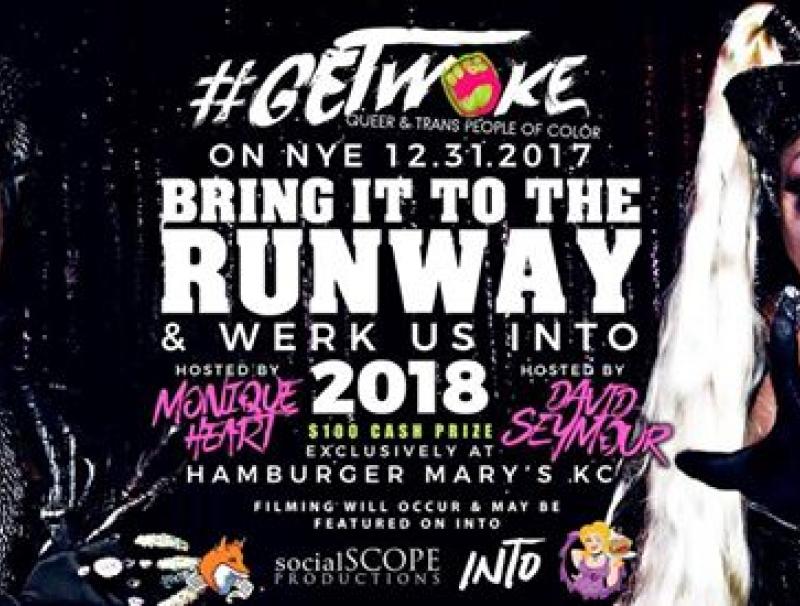 #GETWOKE
QUEER & TRANS PEOPLE OF COLOR
ON NYE 12.31.2017
BRING IT TO THE
RUNWAY
& WERK US INTO
2018
HOSTED BY
MONIQUE
HEART
HOSTED BY
DAVID
SEYMOUR
$100 CASH PRIZE
EXCLUSIVELY AT
HAMBURGER MARY'S KC
FILMING WILL OCCUR & MAY BE
FEATURED ON INTO
socialSCOPE
PRODUCTIONS
INTO